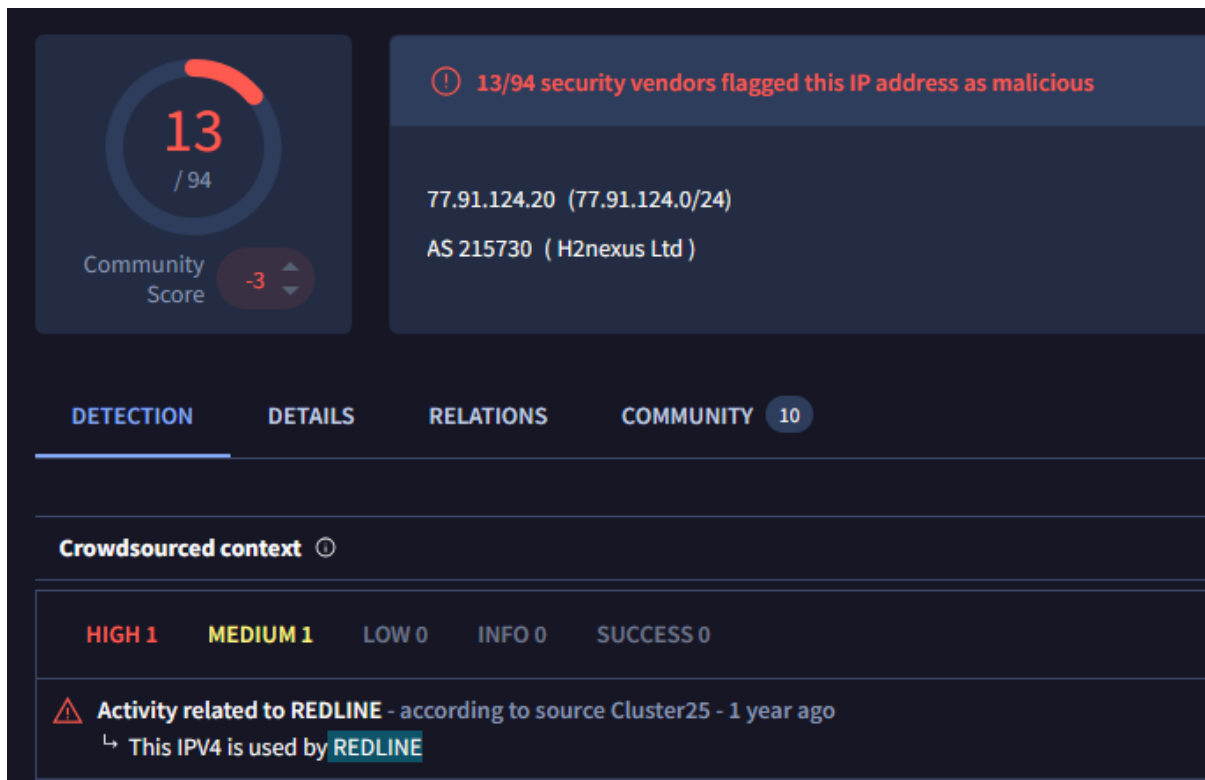 13
/ 94
Community
Score
-3
13/94 security vendors flagged this IP address as malicious
77.91.124.20 (77.91.124.0/24)
AS 215730 ( H2nexus Ltd )
DETECTION DETAILS RELATIONS COMMUNITY 10
Crowdsourced context
HIGH 1 MEDIUM 1 LOW 0 INFO 0 SUCCESS 0
Activity related to REDLINE - according to source Cluster25 - 1 year ago
This IPV4 is used by REDLINE